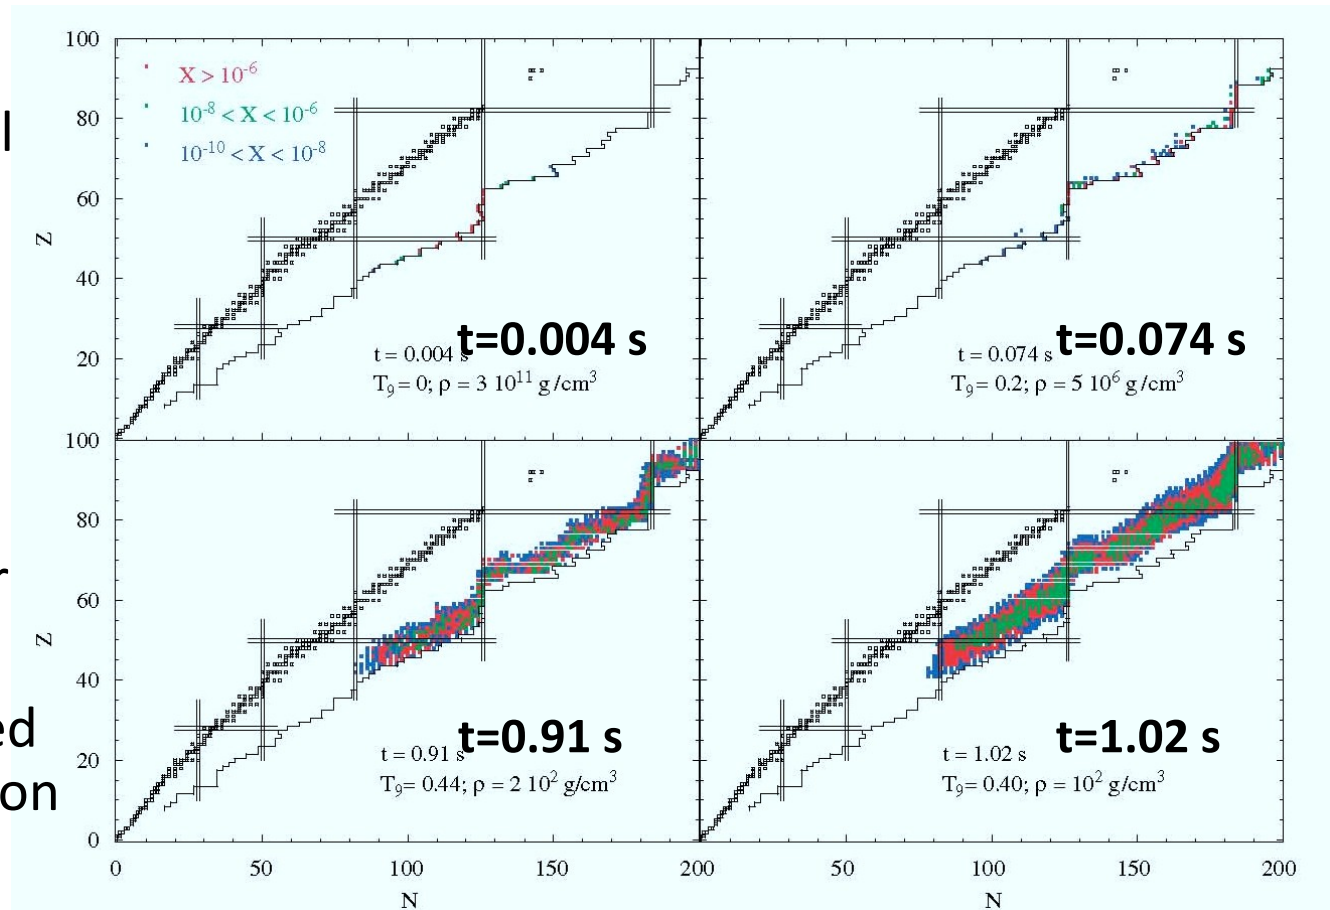 100
80
60
40
20
Z
X > 10⁻⁶
10⁻⁸ < X < 10⁻⁶
10⁻¹⁰ < X < 10⁻⁸
t = 0.004 s
t=0.004 s
T₉ = 0; ρ = 3 10¹¹ g/cm³
t = 0.074 s
t=0.074 s
T₉ = 0.2; ρ = 5 10⁶ g/cm³
100
80
60
40
20
0
Z
t = 0.91 s
t=0.91 s
T₉= 0.44; ρ = 2 10² g/cm³
t = 1.02 s
t=1.02 s
T₉= 0.40; ρ = 10² g/cm³
0 50 100 150 200 50 100 150 200
N N
l
r
ed
on